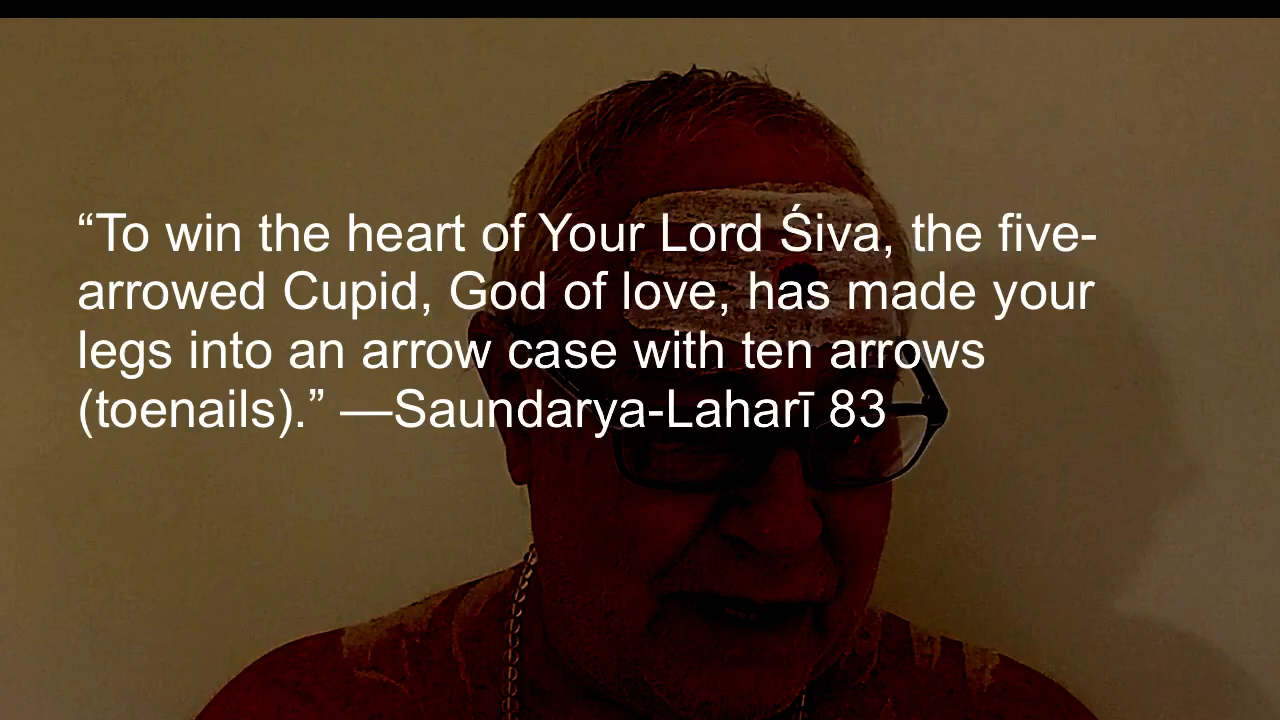 “To win the heart of Your Lord Śiva, the five-
arrowed Cupid, God of love, has made your
legs into an arrow case with ten arrows
(toenails).” —Saundarya-Laharī 83